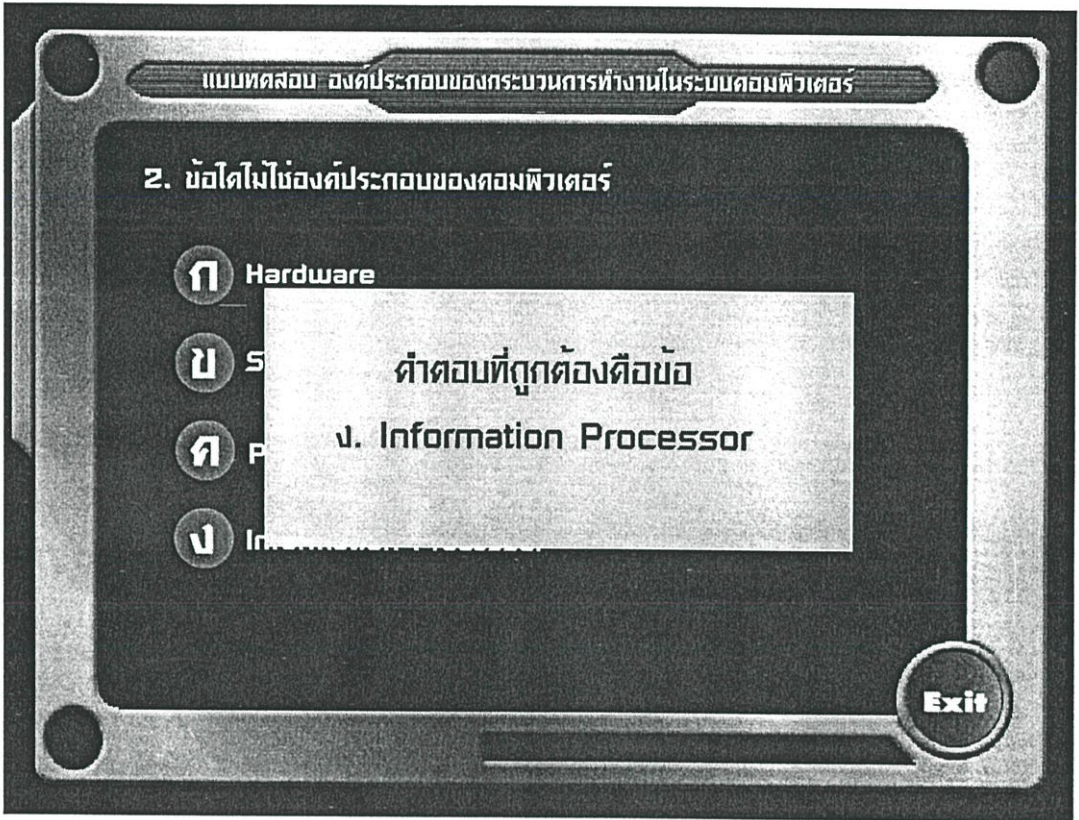 แบบทดสอบ องค์ประกอบของกระบวนการทำงานในระบบคอมพิวเตอร์
2. ข้อใดไม่ใช่องค์ประกอบของคอมพิวเตอร์
ก Hardware
ข S
ค P
ง
คำตอบที่ถูกต้องคือข้อ
ง. Information Processor
Exit